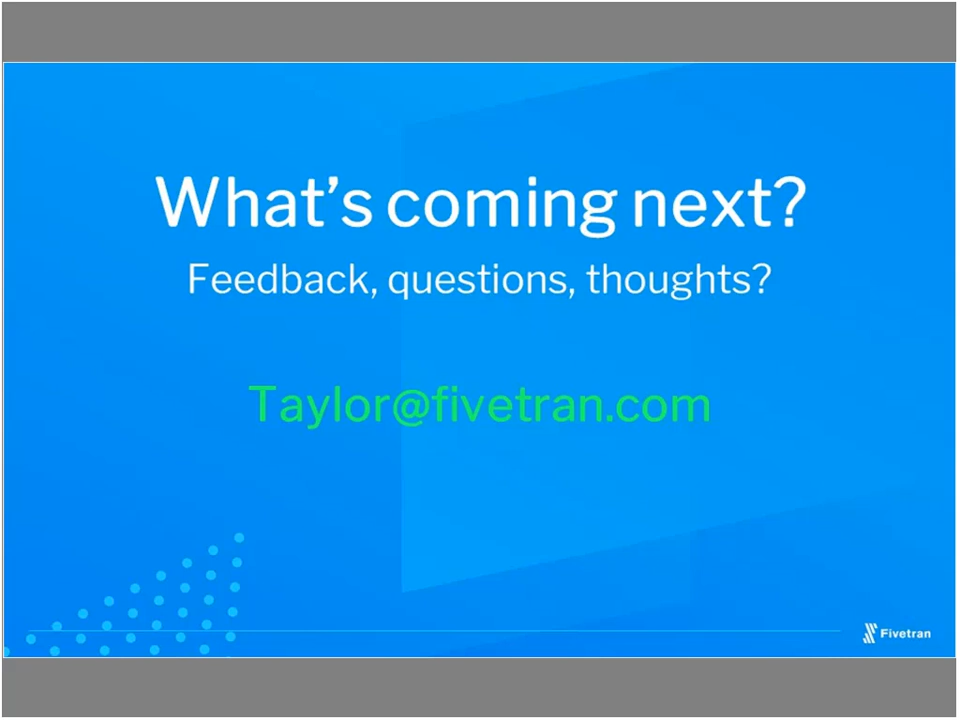 What’s coming next?
Feedback, questions, thoughts?
Taylor@fivetran.com
Fivetran